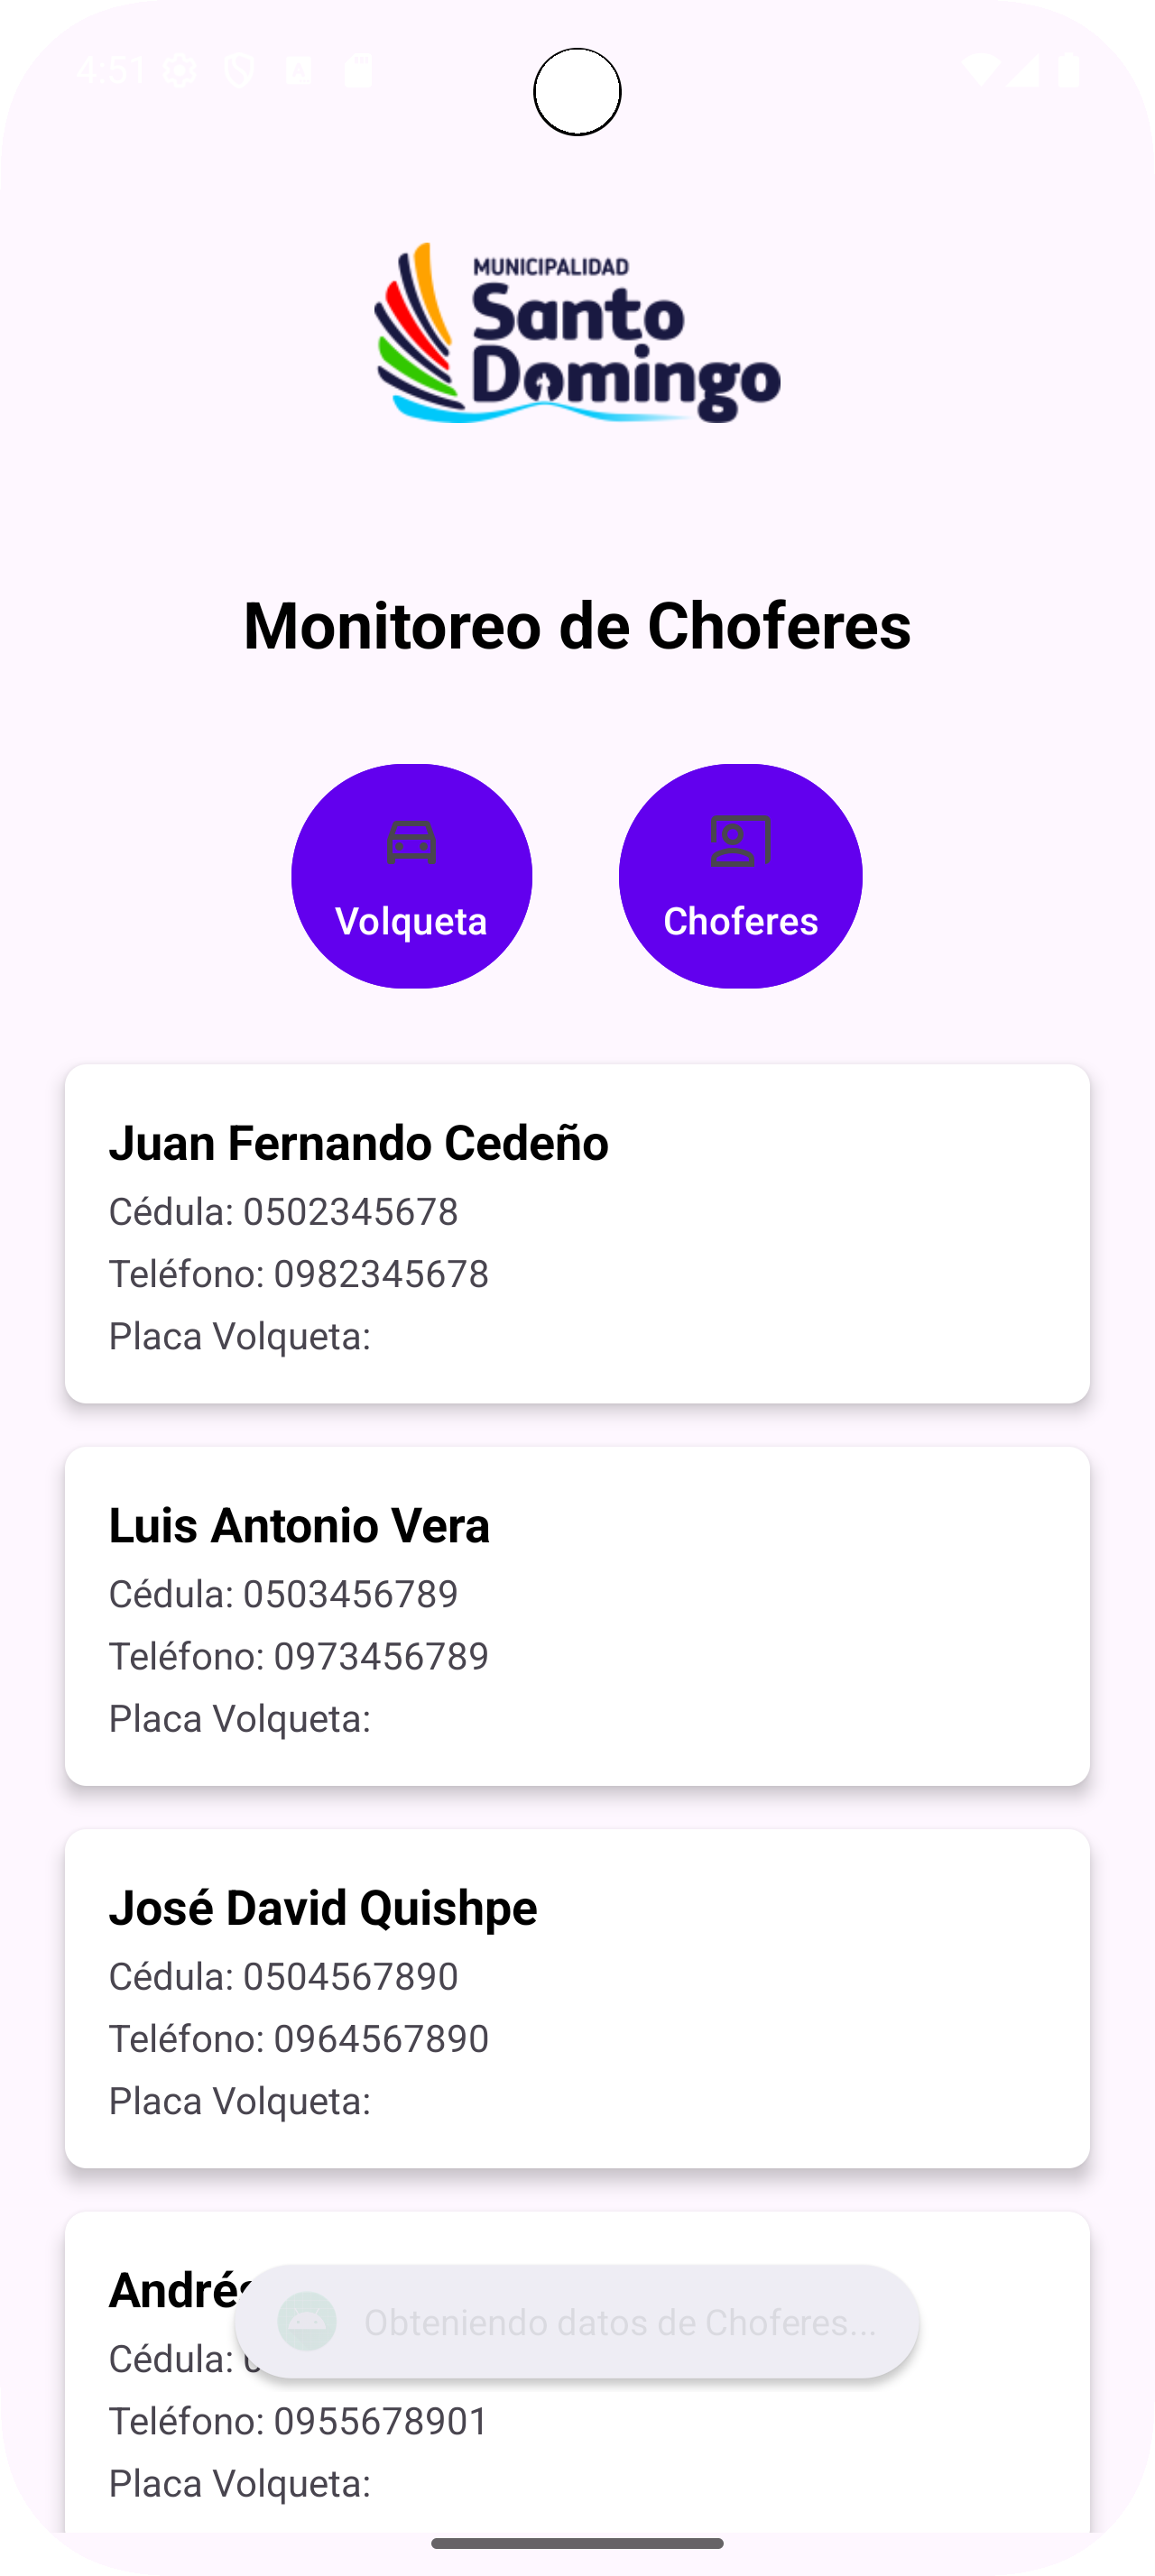 4:51
MUNICIPALIDAD
Santo
Domingo
Monitoreo de Choferes
Volqueta
Choferes
Juan Fernando Cedeño
Cédula: 0502345678
Teléfono: 0982345678
Placa Volqueta:
Luis Antonio Vera
Cédula: 0503456789
Teléfono: 0973456789
Placa Volqueta:
José David Quishpe
Cédula: 0504567890
Teléfono: 0964567890
Placa Volqueta:
Andrés
Obteniendo datos de Choferes...
Cédula:
Teléfono: 0955678901
Placa Volqueta: